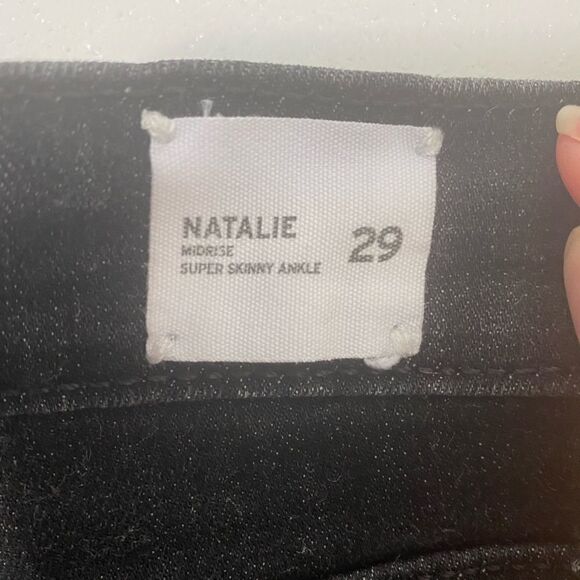 NATALIE
MIDRISE
SUPER SKINNY ANKLE
29